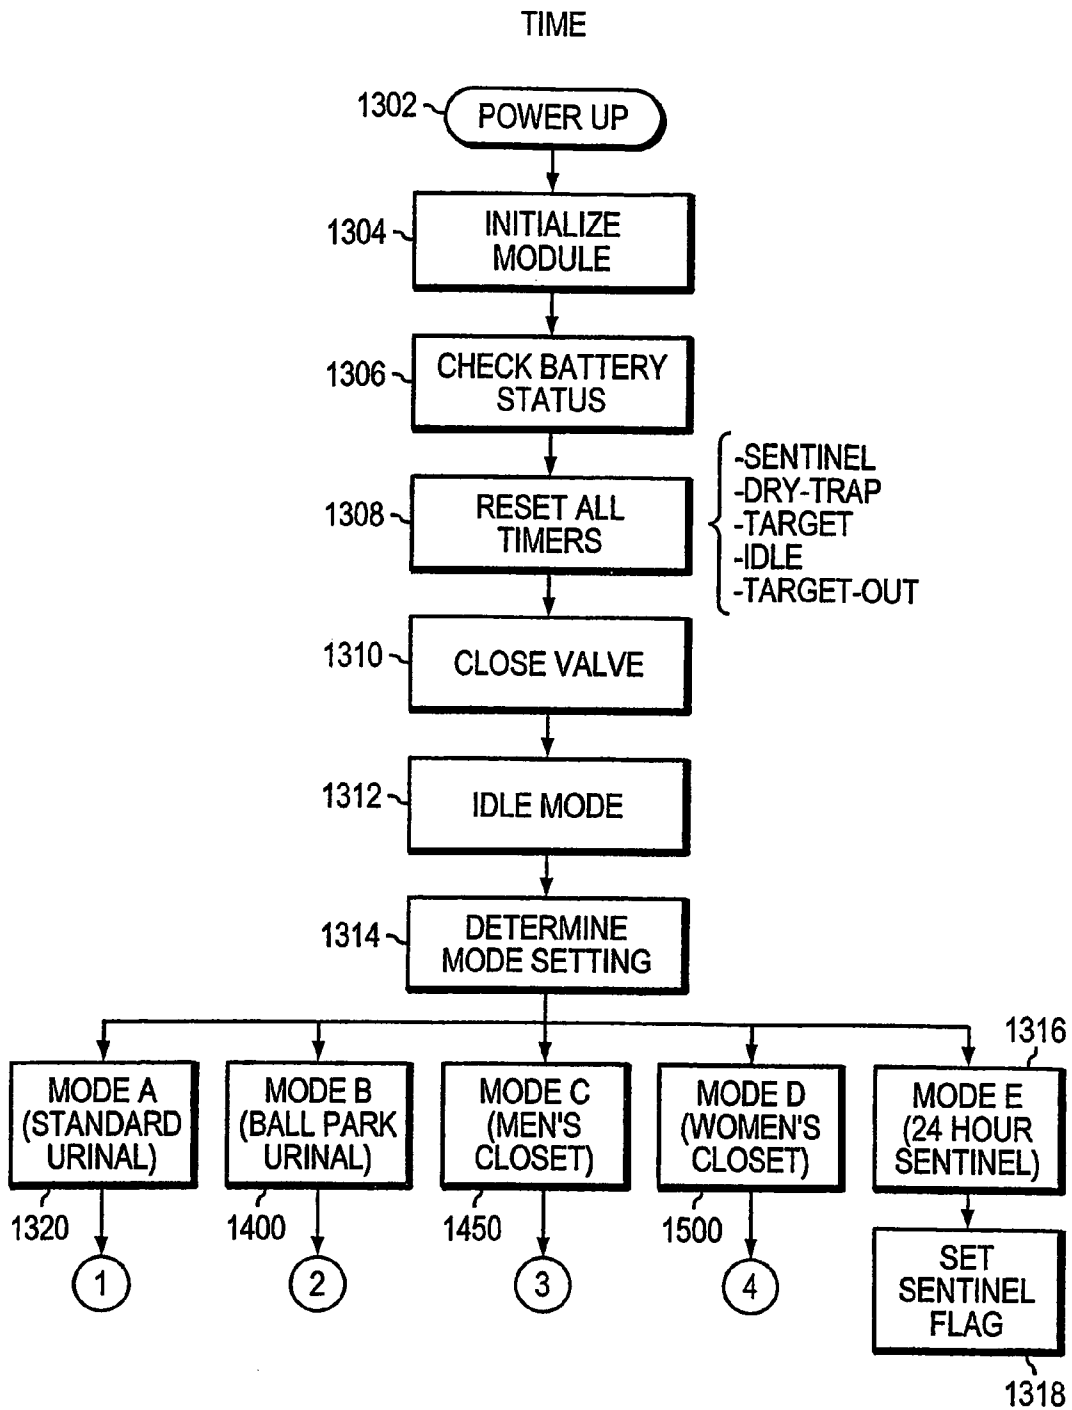 TIME
1302
POWER UP
1304
INITIALIZE
MODULE
1306
CHECK BATTERY
STATUS
1308
RESET ALL
TIMERS
-SENTINEL
-DRY-TRAP
-TARGET
-IDLE
-TARGET-OUT
1310
CLOSE VALVE
1312
IDLE MODE
1314
DETERMINE
MODE SETTING
1316
MODE A
(STANDARD
URINAL)
1320
1
MODE B
(BALL PARK
URINAL)
1400
2
MODE C
(MEN'S
CLOSET)
1450
3
MODE D
(WOMEN'S
CLOSET)
1500
4
MODE E
(24 HOUR
SENTINEL)
SET
SENTINEL
FLAG
1318